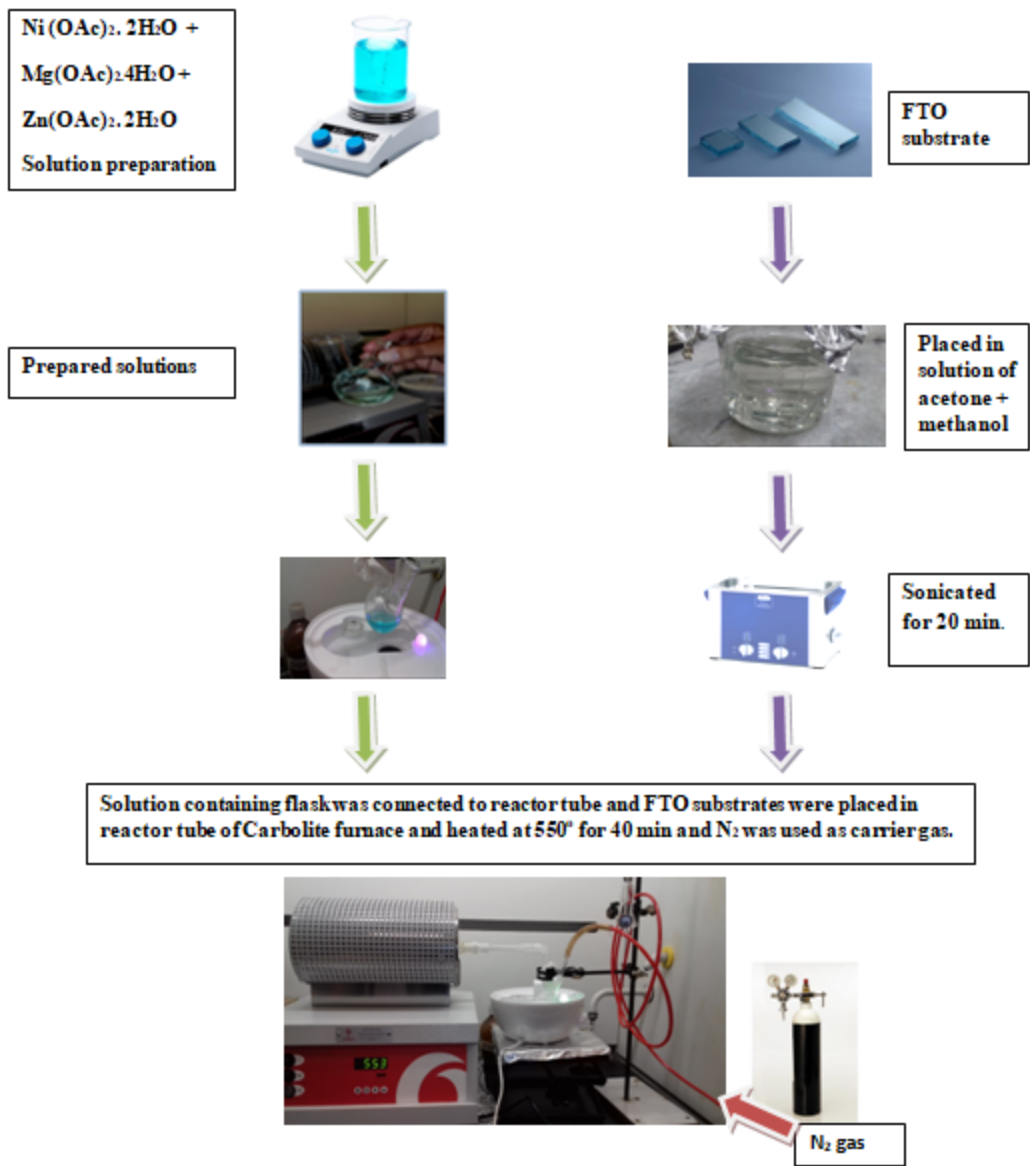 Ni (OAc)₂. 2H₂O +
Mg(OAc)₂.4H₂O +
Zn(OAc)₂. 2H₂O
Solution preparation
FTO
substrate
Prepared solutions
Placed in
solution of
acetone +
methanol
Sonicated
for 20 min.
Solution containing flask was connected to reactor tube and FTO substrates were placed in
reactor tube of Carbolite furnace and heated at 550° for 40 min and N₂ was used as carrier gas.
553
N₂ gas